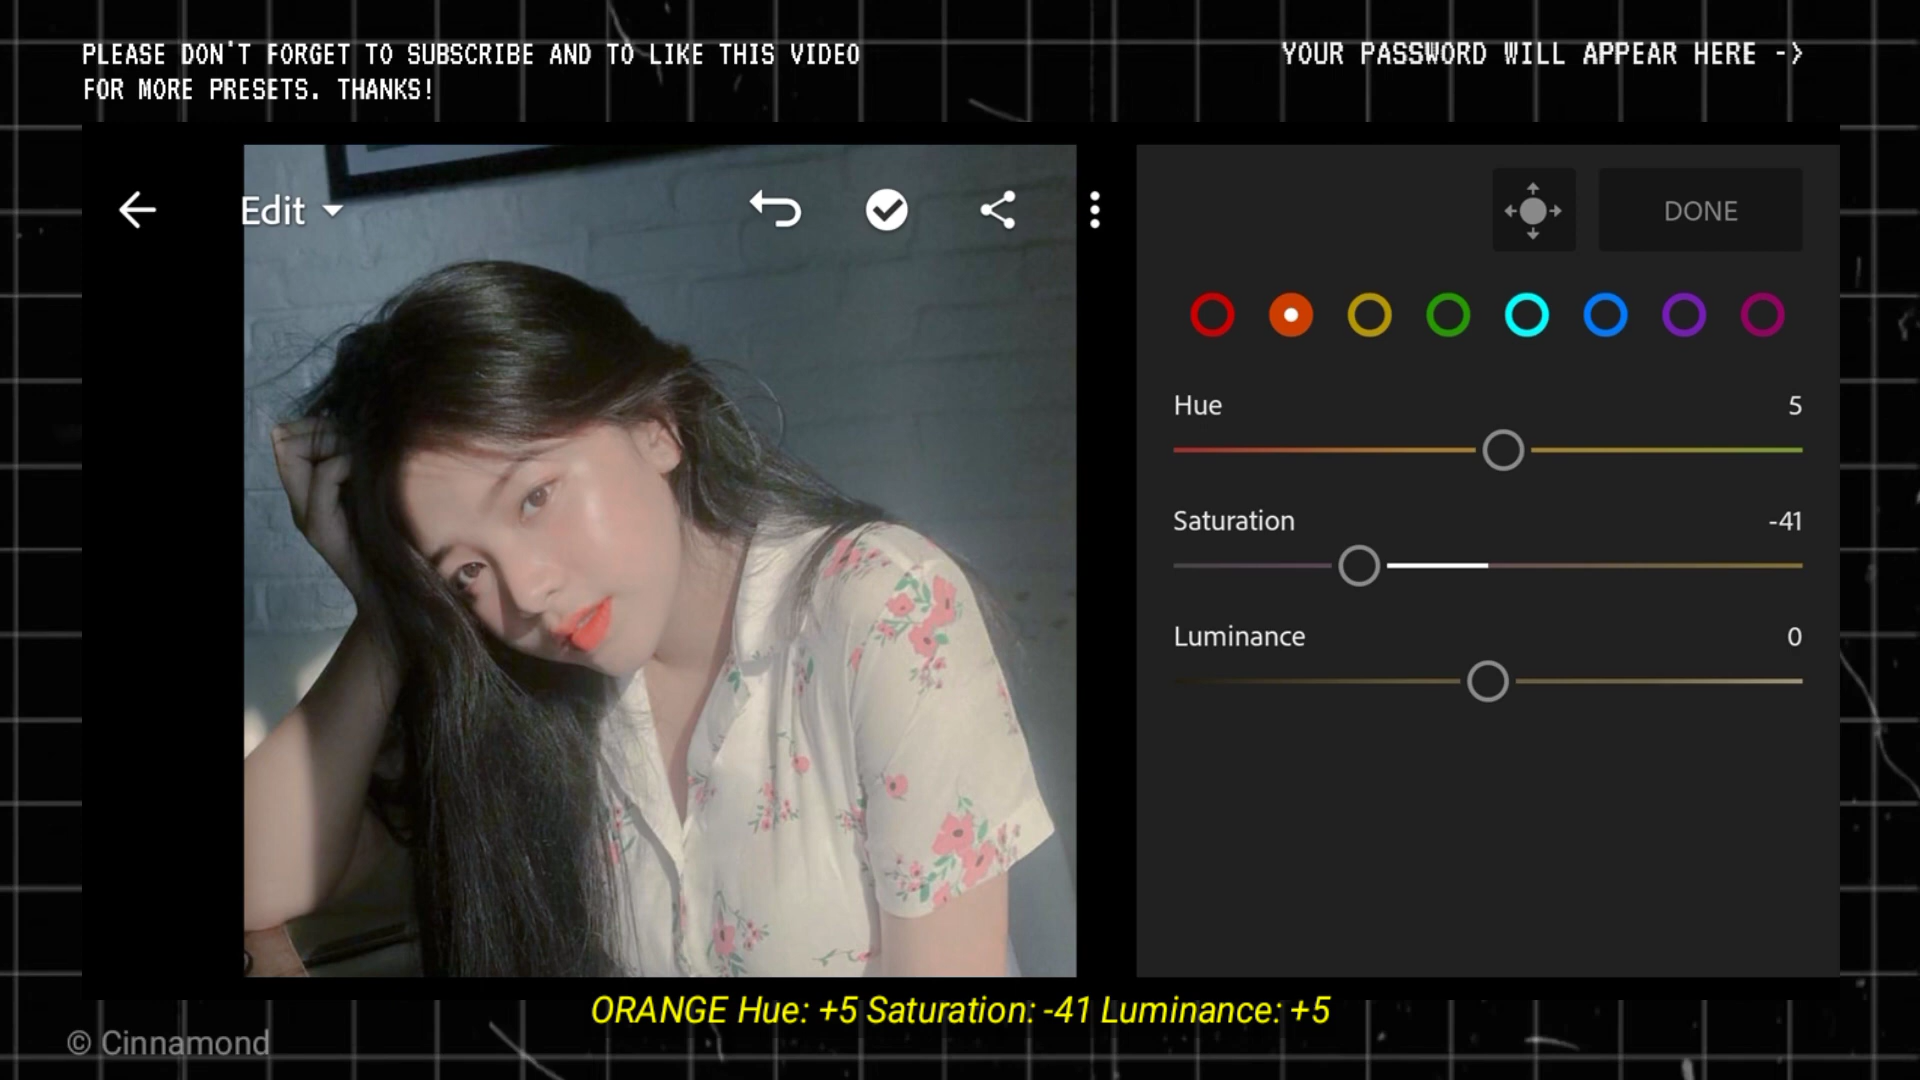 PLEASE DON'T FORGET TO SUBSCRIBE AND TO LIKE THIS VIDEO
FOR MORE PRESETS. THANKS!
YOUR PASSWORD WILL APPEAR HERE ->
Edit
DONE
Hue 5
Saturation -41
Luminance 0
ORANGE Hue: +5 Saturation: -41 Luminance: +5
© Cinnamond